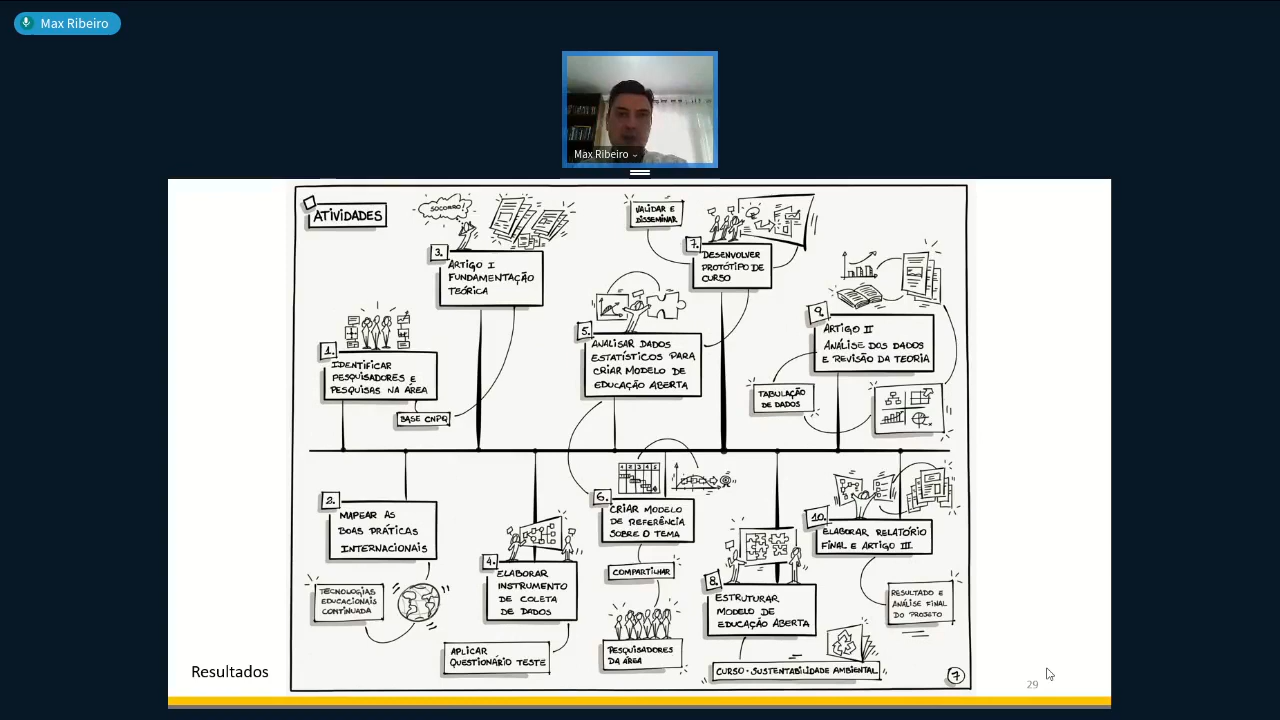 Max Ribeiro
Max Ribeiro
ATIVIDADES
SOCORRO
3.
ARTIGO I
FUNDAMENTAÇÃO
TEÓRICA
VALIDAR E
DISSEMINAR
7.
DESENVOLVER
PROTÓTIPO DE
CURSO
1.
IDENTIFICAR
PESQUISADORES E
PESQUISAS NA ÁREA
BASE CNPQ
5.
ANALISAR DADOS
ESTATÍSTICOS PARA
CRIAR MODELO DE
EDUCAÇÃO ABERTA
9.
ARTIGO II
ANÁLISE DOS DADOS
E REVISÃO DA TEORIA
TABULAÇÃO
DE DADOS
2.
MAPEAR AS
BOAS PRÁTICAS
INTERNACIONAIS
TECNOLOGIAS
EDUCACIONAIS
CONTINUADA
4.
ELABORAR
INSTRUMENTO
DE COLETA
DE DADOS
APLICAR
QUESTIONÁRIO TESTE
1 2 3 4 5
6.
CRIAR MODELO
DE REFERÊNCIA
SOBRE O TEMA
COMPARTILHAR
PESQUISADORES
DA ÁREA
8.
ESTRUTURAR
MODELO DE
EDUCAÇÃO ABERTA
CURSO - SUSTENTABILIDADE AMBIENTAL
10.
ELABORAR RELATÓRIO
FINAL E ARTIGO III.
RESULTADO E
ANÁLISE FINAL
DO PROJETO
7
Resultados
29